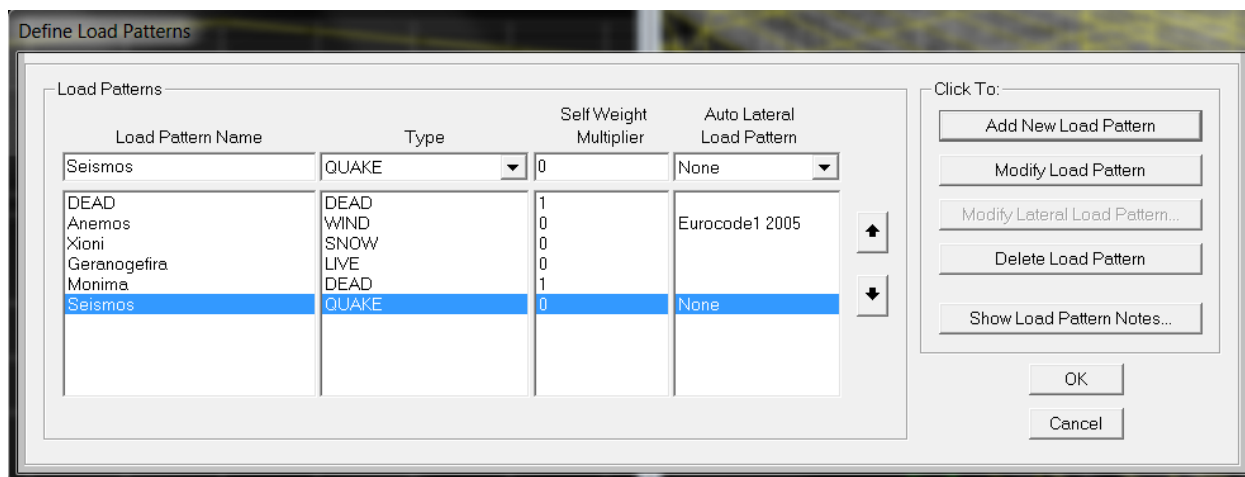 Define Load Patterns
Load Patterns
Load Pattern Name Type Self Weight Multiplier Auto Lateral Load Pattern
Seismos QUAKE 0 None
DEAD DEAD 1
Anemos WIND 0 Eurocode1 2005
Xioni SNOW 0
Geranogefira LIVE 0
Monima DEAD 1
Seismos QUAKE 0 None
Click To:
Add New Load Pattern
Modify Load Pattern
Modify Lateral Load Pattern...
Delete Load Pattern
Show Load Pattern Notes...
OK
Cancel